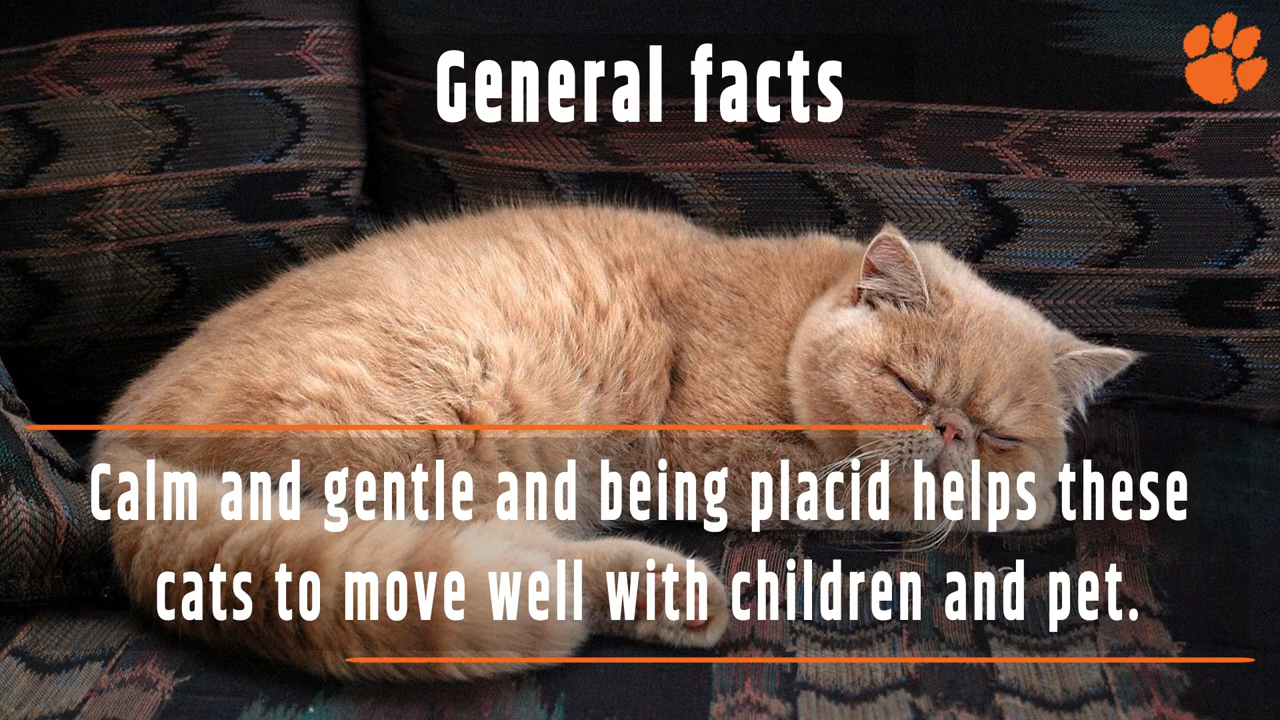 General facts
Calm and gentle and being placid helps these
cats to move well with children and pet.